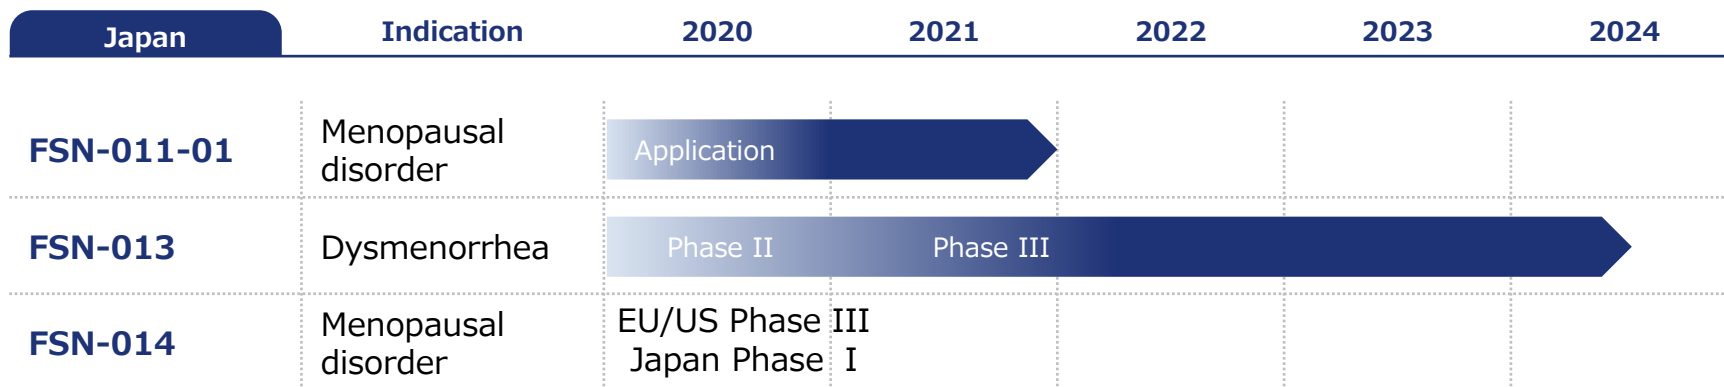 Japan Indication 2020 2021 2022 2023 2024
FSN-011-01
Menopausal
disorder
Application
FSN-013 Dysmenorrhea Phase II Phase III
FSN-014
Menopausal
disorder
EU/US Phase III
Japan Phase I